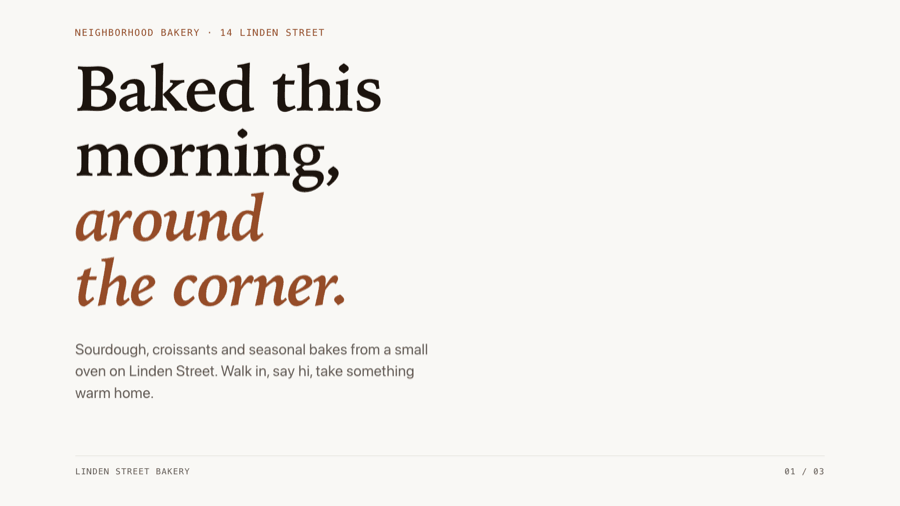 NEIGHBORHOOD BAKERY · 14 LINDEN STREET
Baked this
morning,
around
the corner.
Sourdough, croissants and seasonal bakes from a small
oven on Linden Street. Walk in, say hi, take something
warm home.
LINDEN STREET BAKERY
01 / 03